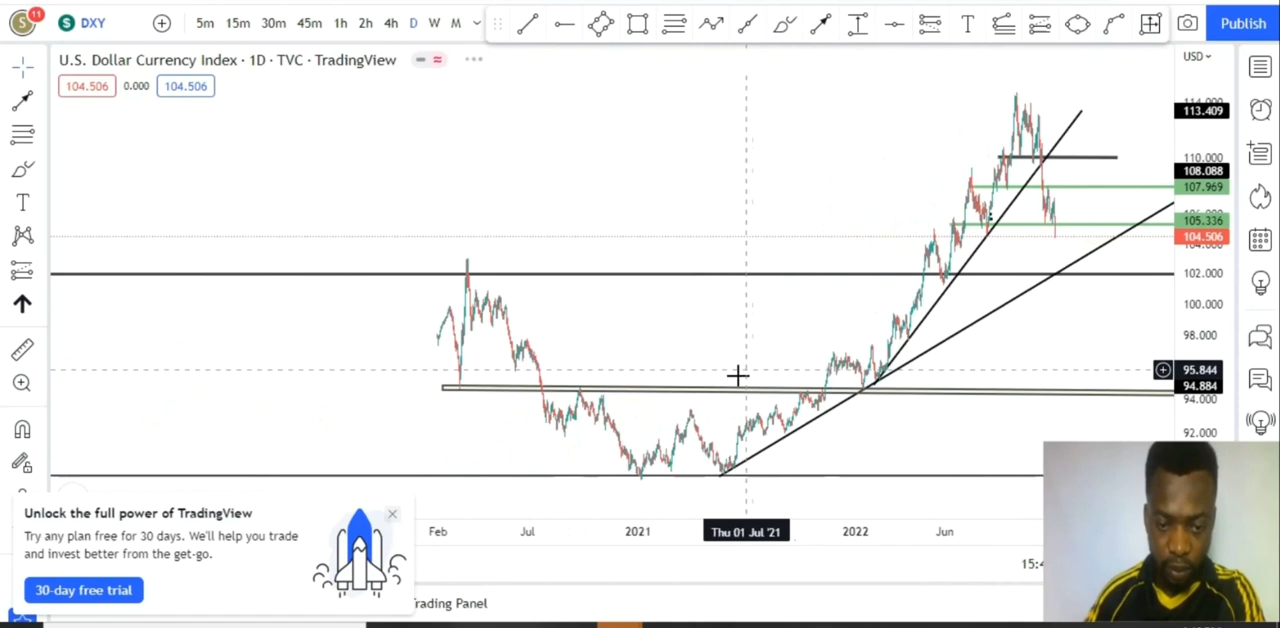 S 11 S DXY 5m 15m 30m 45m 1h 2h 4h D W M T Publish
U.S. Dollar Currency Index · 1D · TVC · TradingView
USD
104.506 0.000 104.506
T
113.409
110.000
108.088
107.969
105.336
104.506
102.000
100.000
98.000
95.844
94.884
94.000
92.000
Unlock the full power of TradingView
Try any plan free for 30 days. We'll help you trade
and invest better from the get-go.
30-day free trial
Feb Jul 2021 Thu 01 Jul '21 2022 Jun
15:4
rading Panel